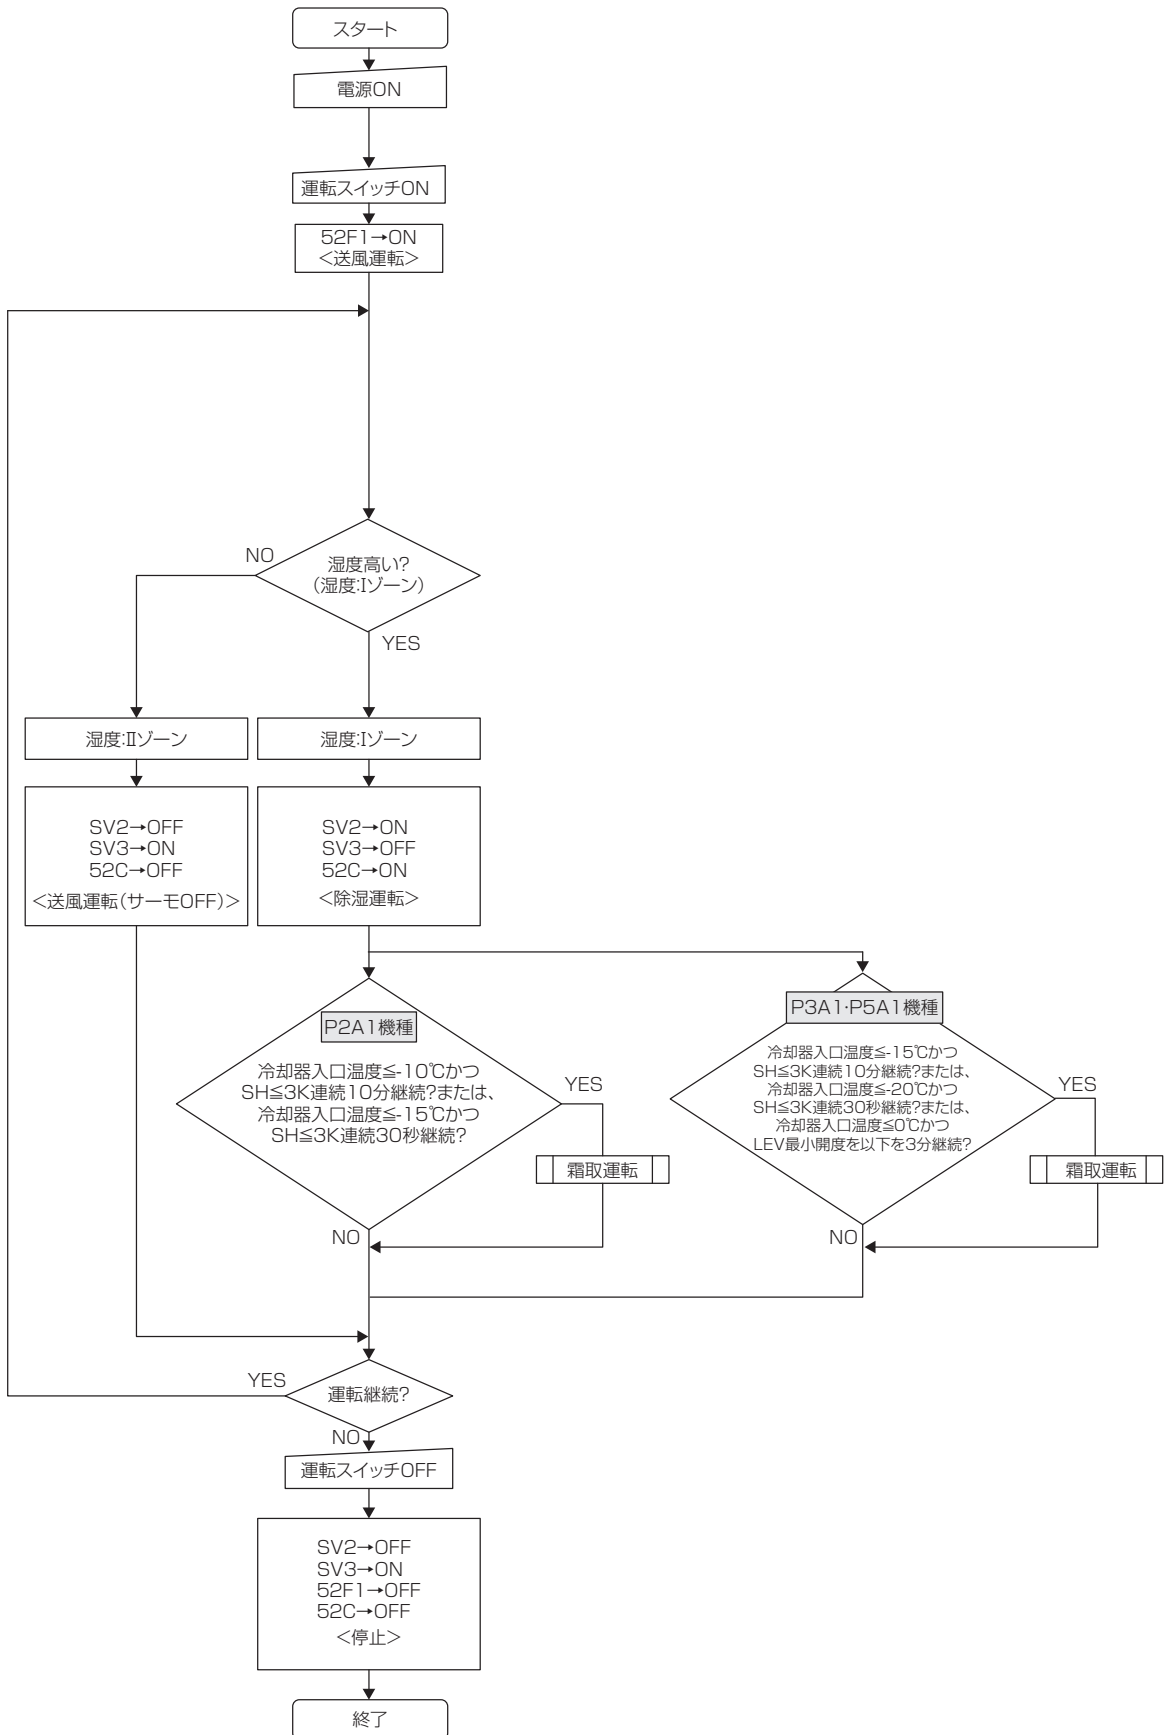 スタート
電源ON
運転スイッチON
52F1→ON
<送風運転>
NO
湿度高い?
(湿度:Iゾーン)
YES
湿度:IIゾーン
湿度:Iゾーン
SV2→OFF
SV3→ON
52C→OFF
<送風運転(サーモOFF)>
SV2→ON
SV3→OFF
52C→ON
<除湿運転>
P2A1機種
冷却器入口温度≦-10℃かつ
SH≦3K連続10分継続?または、
冷却器入口温度≦-15℃かつ
SH≦3K連続30秒継続?
YES
霜取運転
NO
P3A1・P5A1機種
冷却器入口温度≦-15℃かつ
SH≦3K連続10分継続?または、
冷却器入口温度≦-20℃かつ
SH≦3K連続30秒継続?または、
冷却器入口温度≦0℃かつ
LEV最小開度を以下を3分継続?
YES
霜取運転
NO
YES
運転継続?
NO
運転スイッチOFF
SV2→OFF
SV3→ON
52F1→OFF
52C→OFF
<停止>
終了